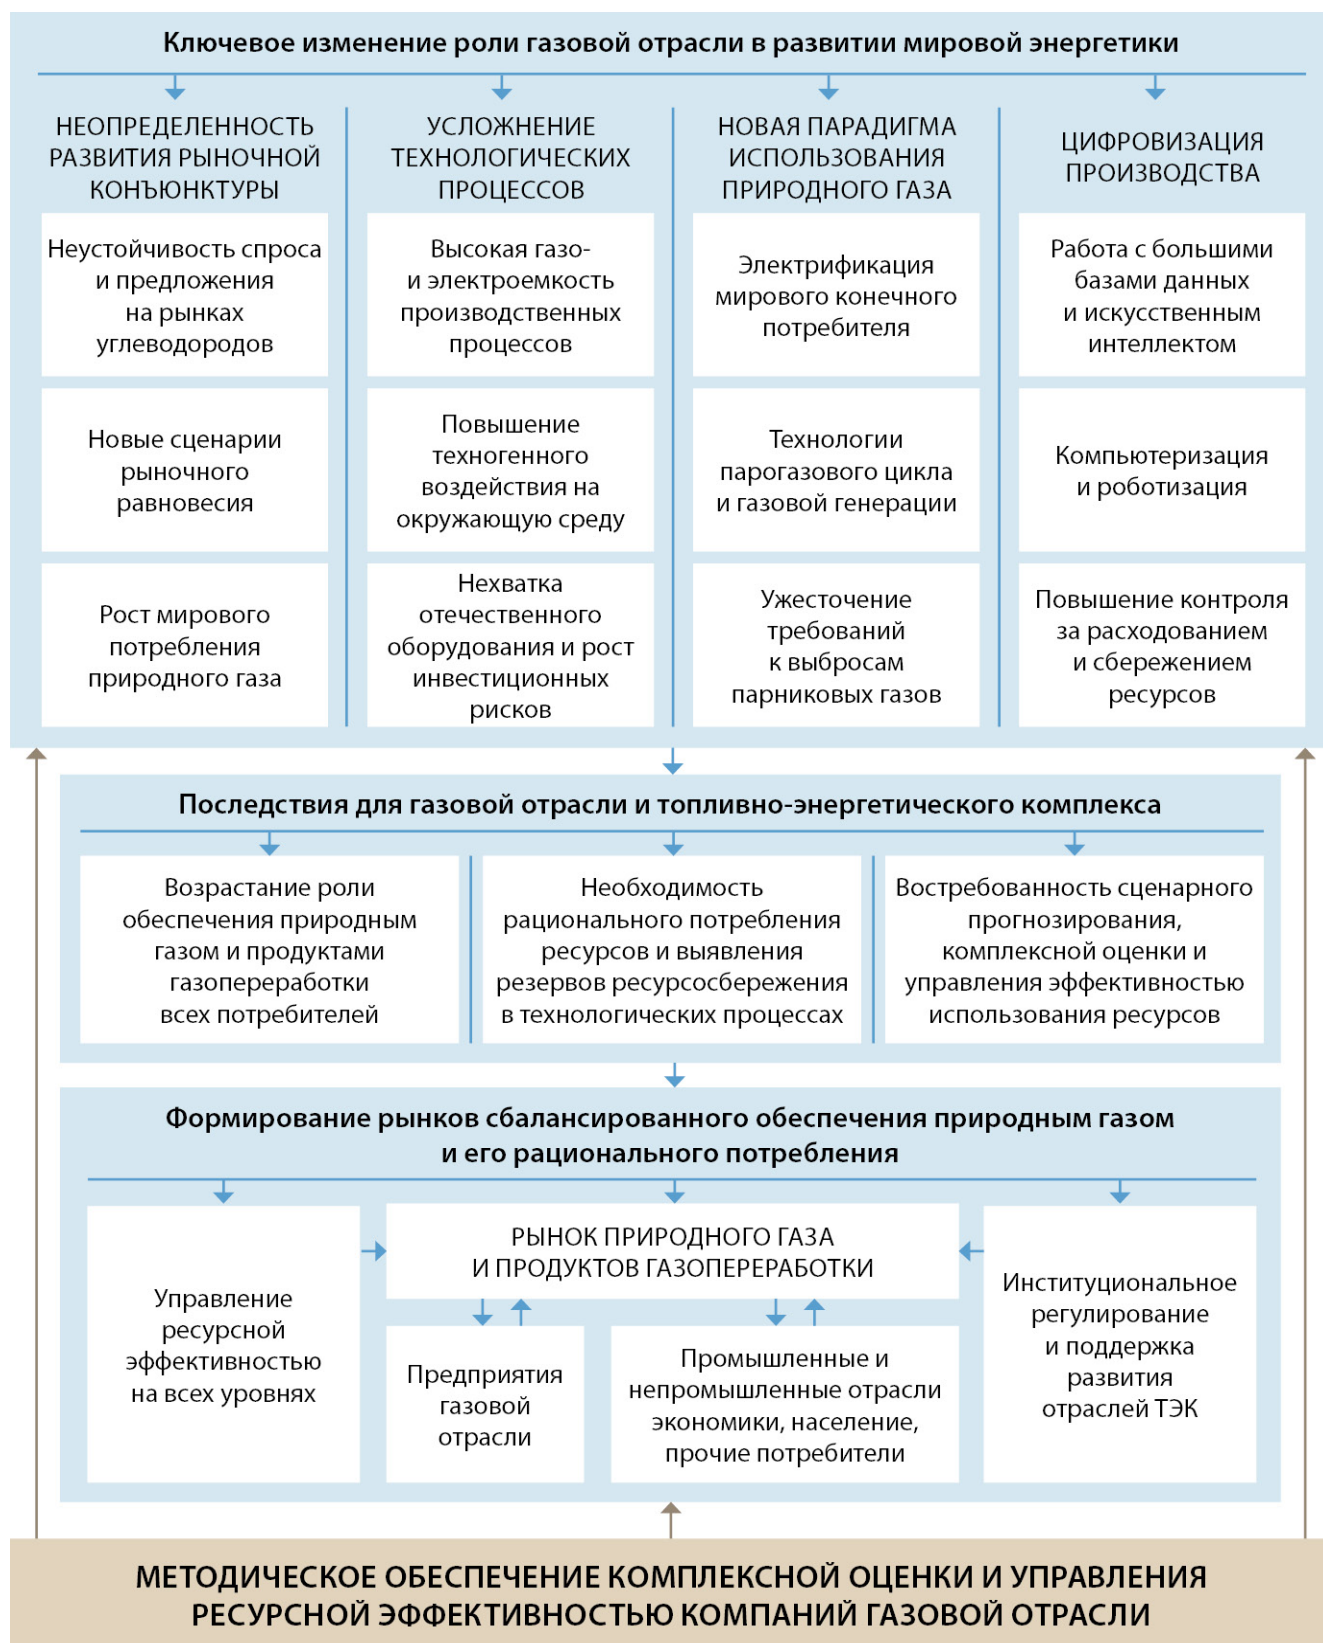 Ключевое изменение роли газовой отрасли в развитии мировой энергетики
НЕОПРЕДЕЛЕННОСТЬ
РАЗВИТИЯ РЫНОЧНОЙ
КОНЪЮНКТУРЫ
Неустойчивость спроса
и предложения
на рынках
углеводородов
Новые сценарии
рыночного
равновесия
Рост мирового
потребления
природного газа
УСЛОЖНЕНИЕ
ТЕХНОЛОГИЧЕСКИХ
ПРОЦЕССОВ
Высокая газо-
и электроемкость
производственных
процессов
Повышение
техногенного
воздействия на
окружающую среду
Нехватка
отечественного
оборудования и рост
инвестиционных
рисков
НОВАЯ ПАРАДИГМА
ИСПОЛЬЗОВАНИЯ
ПРИРОДНОГО ГАЗА
Электрификация
мирового конечного
потребителя
Технологии
парогазового цикла
и газовой генерации
Ужесточение
требований
к выбросам
парниковых газов
ЦИФРОВИЗАЦИЯ
ПРОИЗВОДСТВА
Работа с большими
базами данных
и искусственным
интеллектом
Компьютеризация
и роботизация
Повышение контроля
за расходованием
и сбережением
ресурсов
Последствия для газовой отрасли и топливно-энергетического комплекса
Возрастание роли
обеспечения природным
газом и продуктами
газопереработки
всех потребителей
Необходимость
рационального потребления
ресурсов и выявления
резервов ресурсосбережения
в технологических процессах
Востребованность сценарного
прогнозирования,
комплексной оценки и
управления эффективностью
использования ресурсов
Формирование рынков сбалансированного обеспечения природным газом
и его рационального потребления
Управление
ресурсной
эффективностью
на всех уровнях
РЫНОК ПРИРОДНОГО ГАЗА
И ПРОДУКТОВ ГАЗОПЕРЕРАБОТКИ
Предприятия
газовой
отрасли
Промышленные и
непромышленные отрасли
экономики, население,
прочие потребители
Институциональное
регулирование
и поддержка
развития
отраслей ТЭК
МЕТОДИЧЕСКОЕ ОБЕСПЕЧЕНИЕ КОМПЛЕКСНОЙ ОЦЕНКИ И УПРАВЛЕНИЯ
РЕСУРСНОЙ ЭФФЕКТИВНОСТЬЮ КОМПАНИЙ ГАЗОВОЙ ОТРАСЛИ